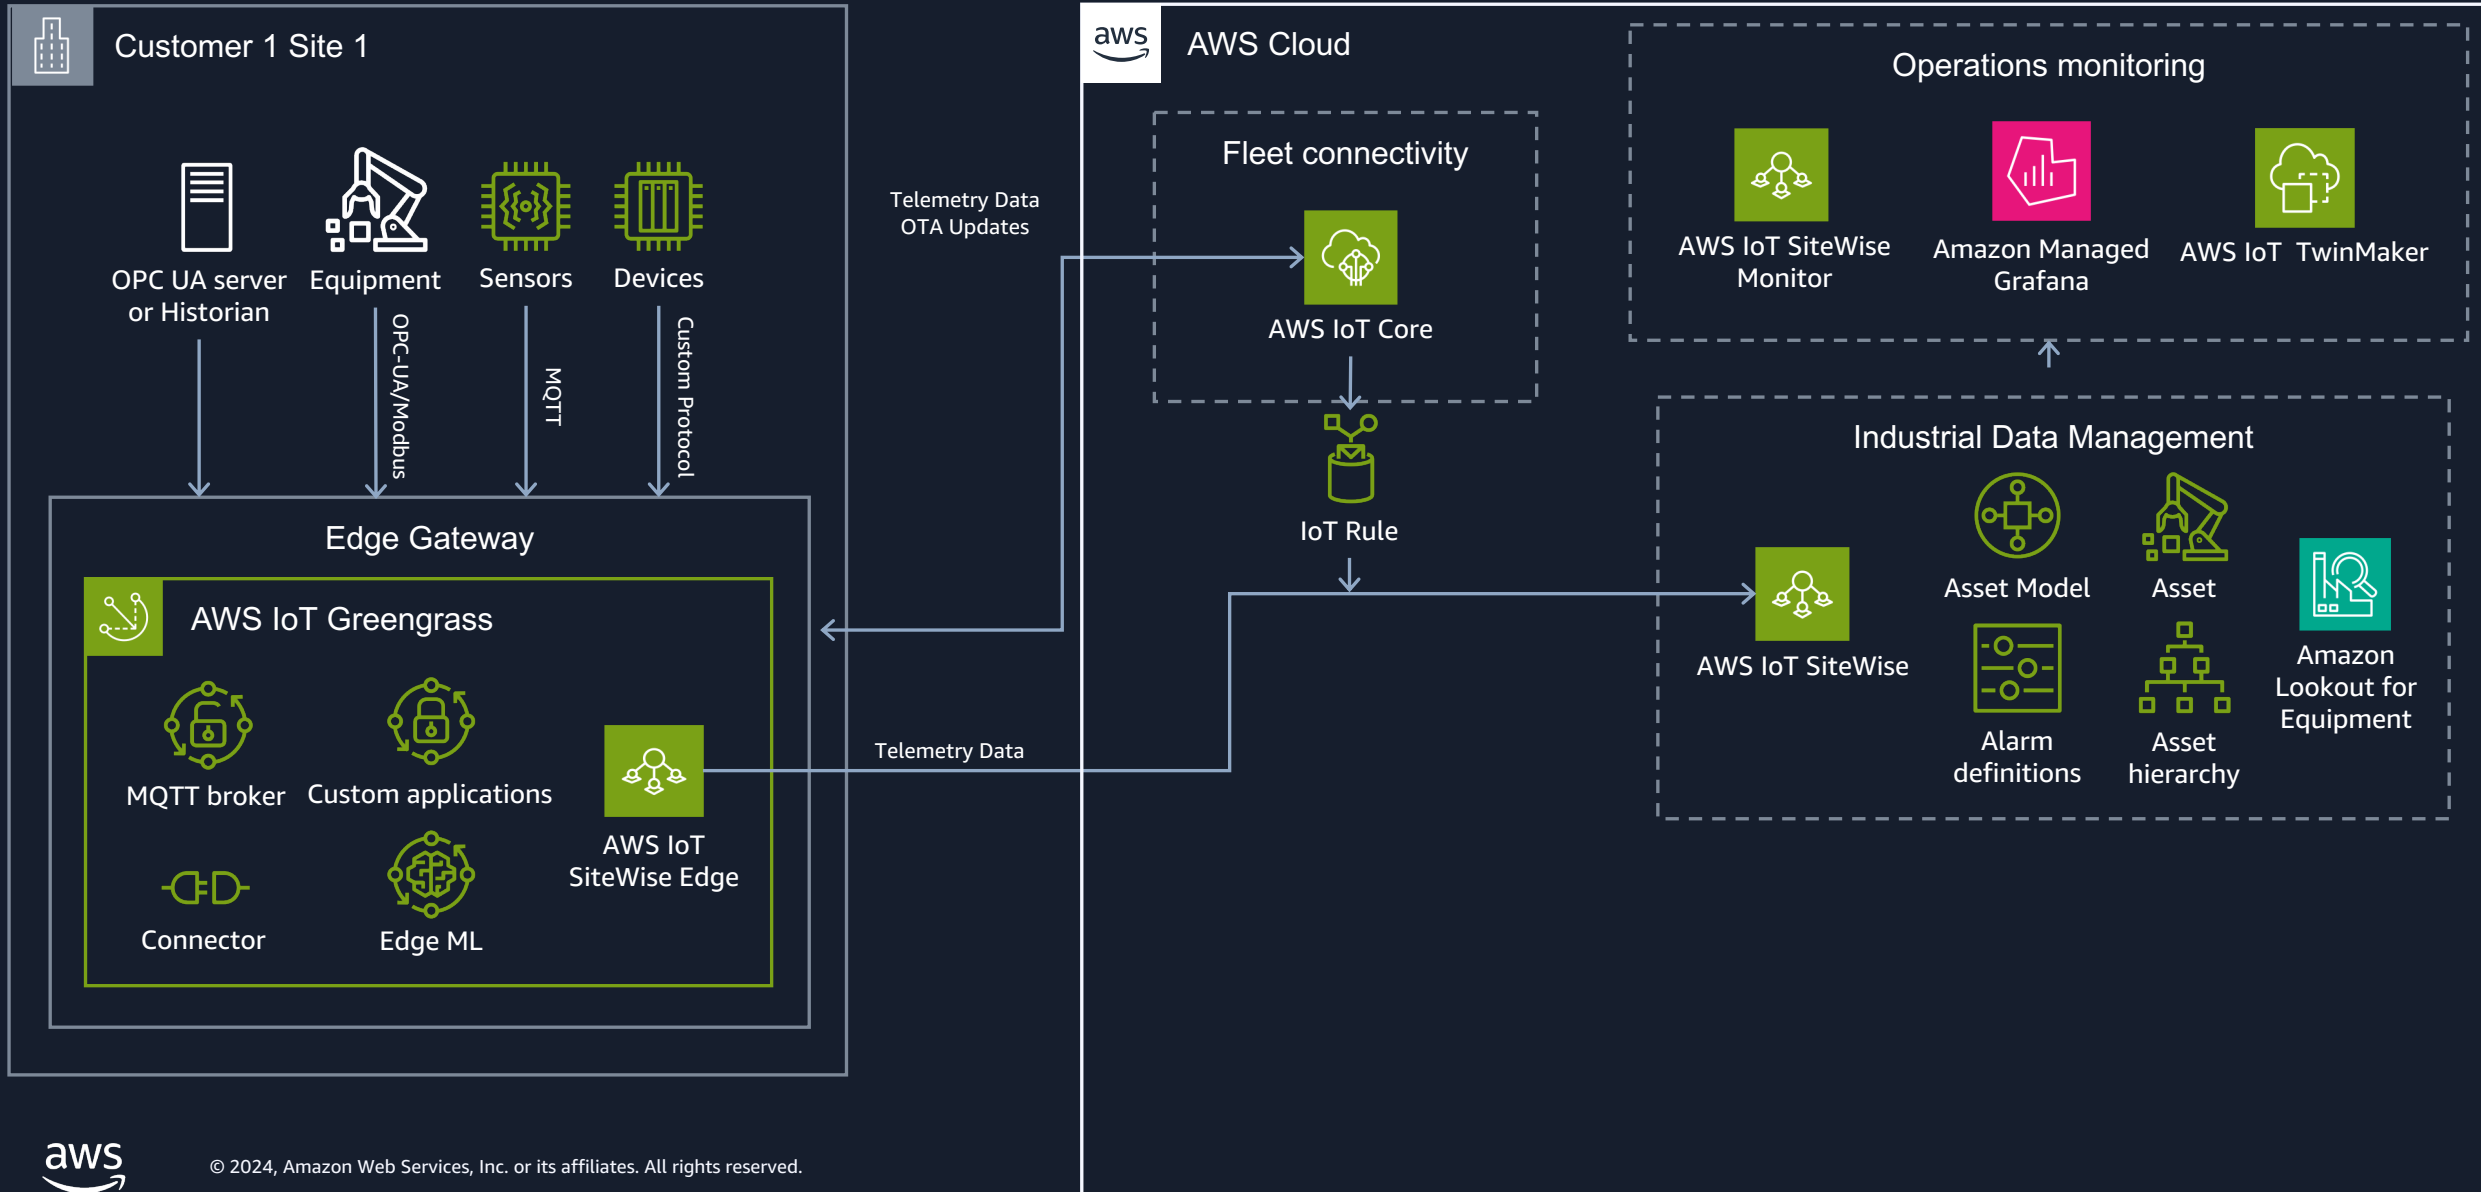 Customer 1 Site 1
OPC UA server
or Historian
Equipment
Sensors
Devices
OPC-UA/Modbus
MQTT
Custom Protocol
Edge Gateway
AWS IoT Greengrass
MQTT broker
Custom applications
Connector
Edge ML
AWS IoT
SiteWise Edge
Telemetry Data
OTA Updates
Telemetry Data
aws
AWS Cloud
Fleet connectivity
AWS IoT Core
IoT Rule
Operations monitoring
AWS IoT SiteWise
Monitor
Amazon Managed
Grafana
AWS IoT TwinMaker
Industrial Data Management
AWS IoT SiteWise
Asset Model
Asset
Alarm
definitions
Asset
hierarchy
Amazon
Lookout for
Equipment
aws
© 2024, Amazon Web Services, Inc. or its affiliates. All rights reserved.